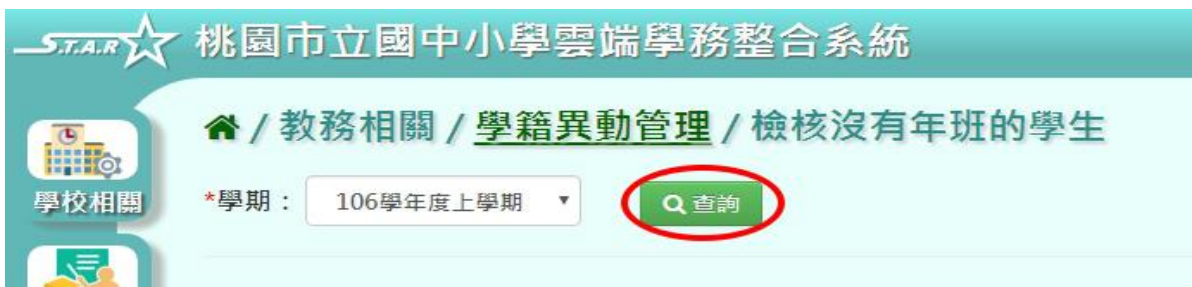 S.T.A.R 桃園市立國中小學雲端學務整合系統
/ 教務相關 / 學籍異動管理 / 檢核沒有年班的學生
學校相關
*學期： 106學年度上學期 查詢